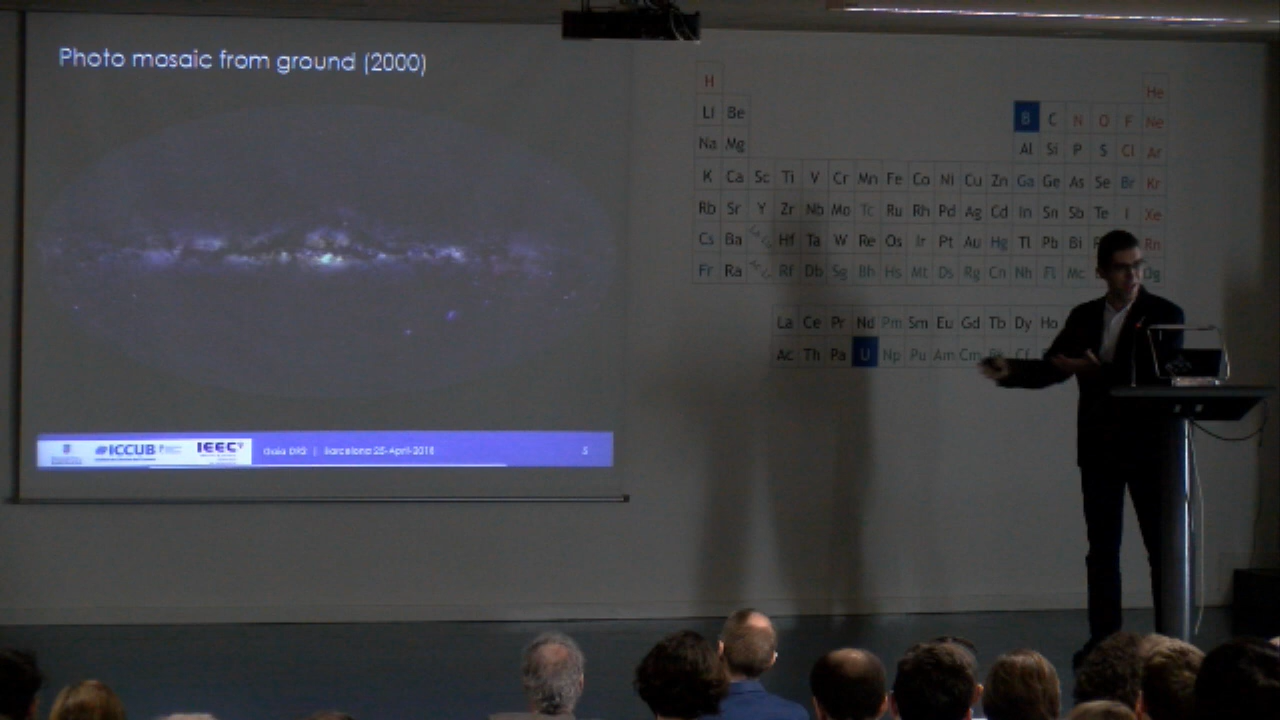 Photo mosaic from ground (2000)
ICCUB
IEEC
Gaia DR2 | Barcelona 25-April-2018
5
H He
Li Be B C N O F Ne
Na Mg Al Si P S Cl Ar
K Ca Sc Ti V Cr Mn Fe Co Ni Cu Zn Ga Ge As Se Br Kr
Rb Sr Y Zr Nb Mo Tc Ru Rh Pd Ag Cd In Sn Sb Te I Xe
Cs Ba Hf Ta W Re Os Ir Pt Au Hg Tl Pb Bi Rn
Fr Ra Rf Db Sg Bh Hs Mt Ds Rg Cn Nh Fl Mc Og
La Ce Pr Nd Pm Sm Eu Gd Tb Dy Ho
Ac Th Pa U Np Pu Am Cm Bk Cf